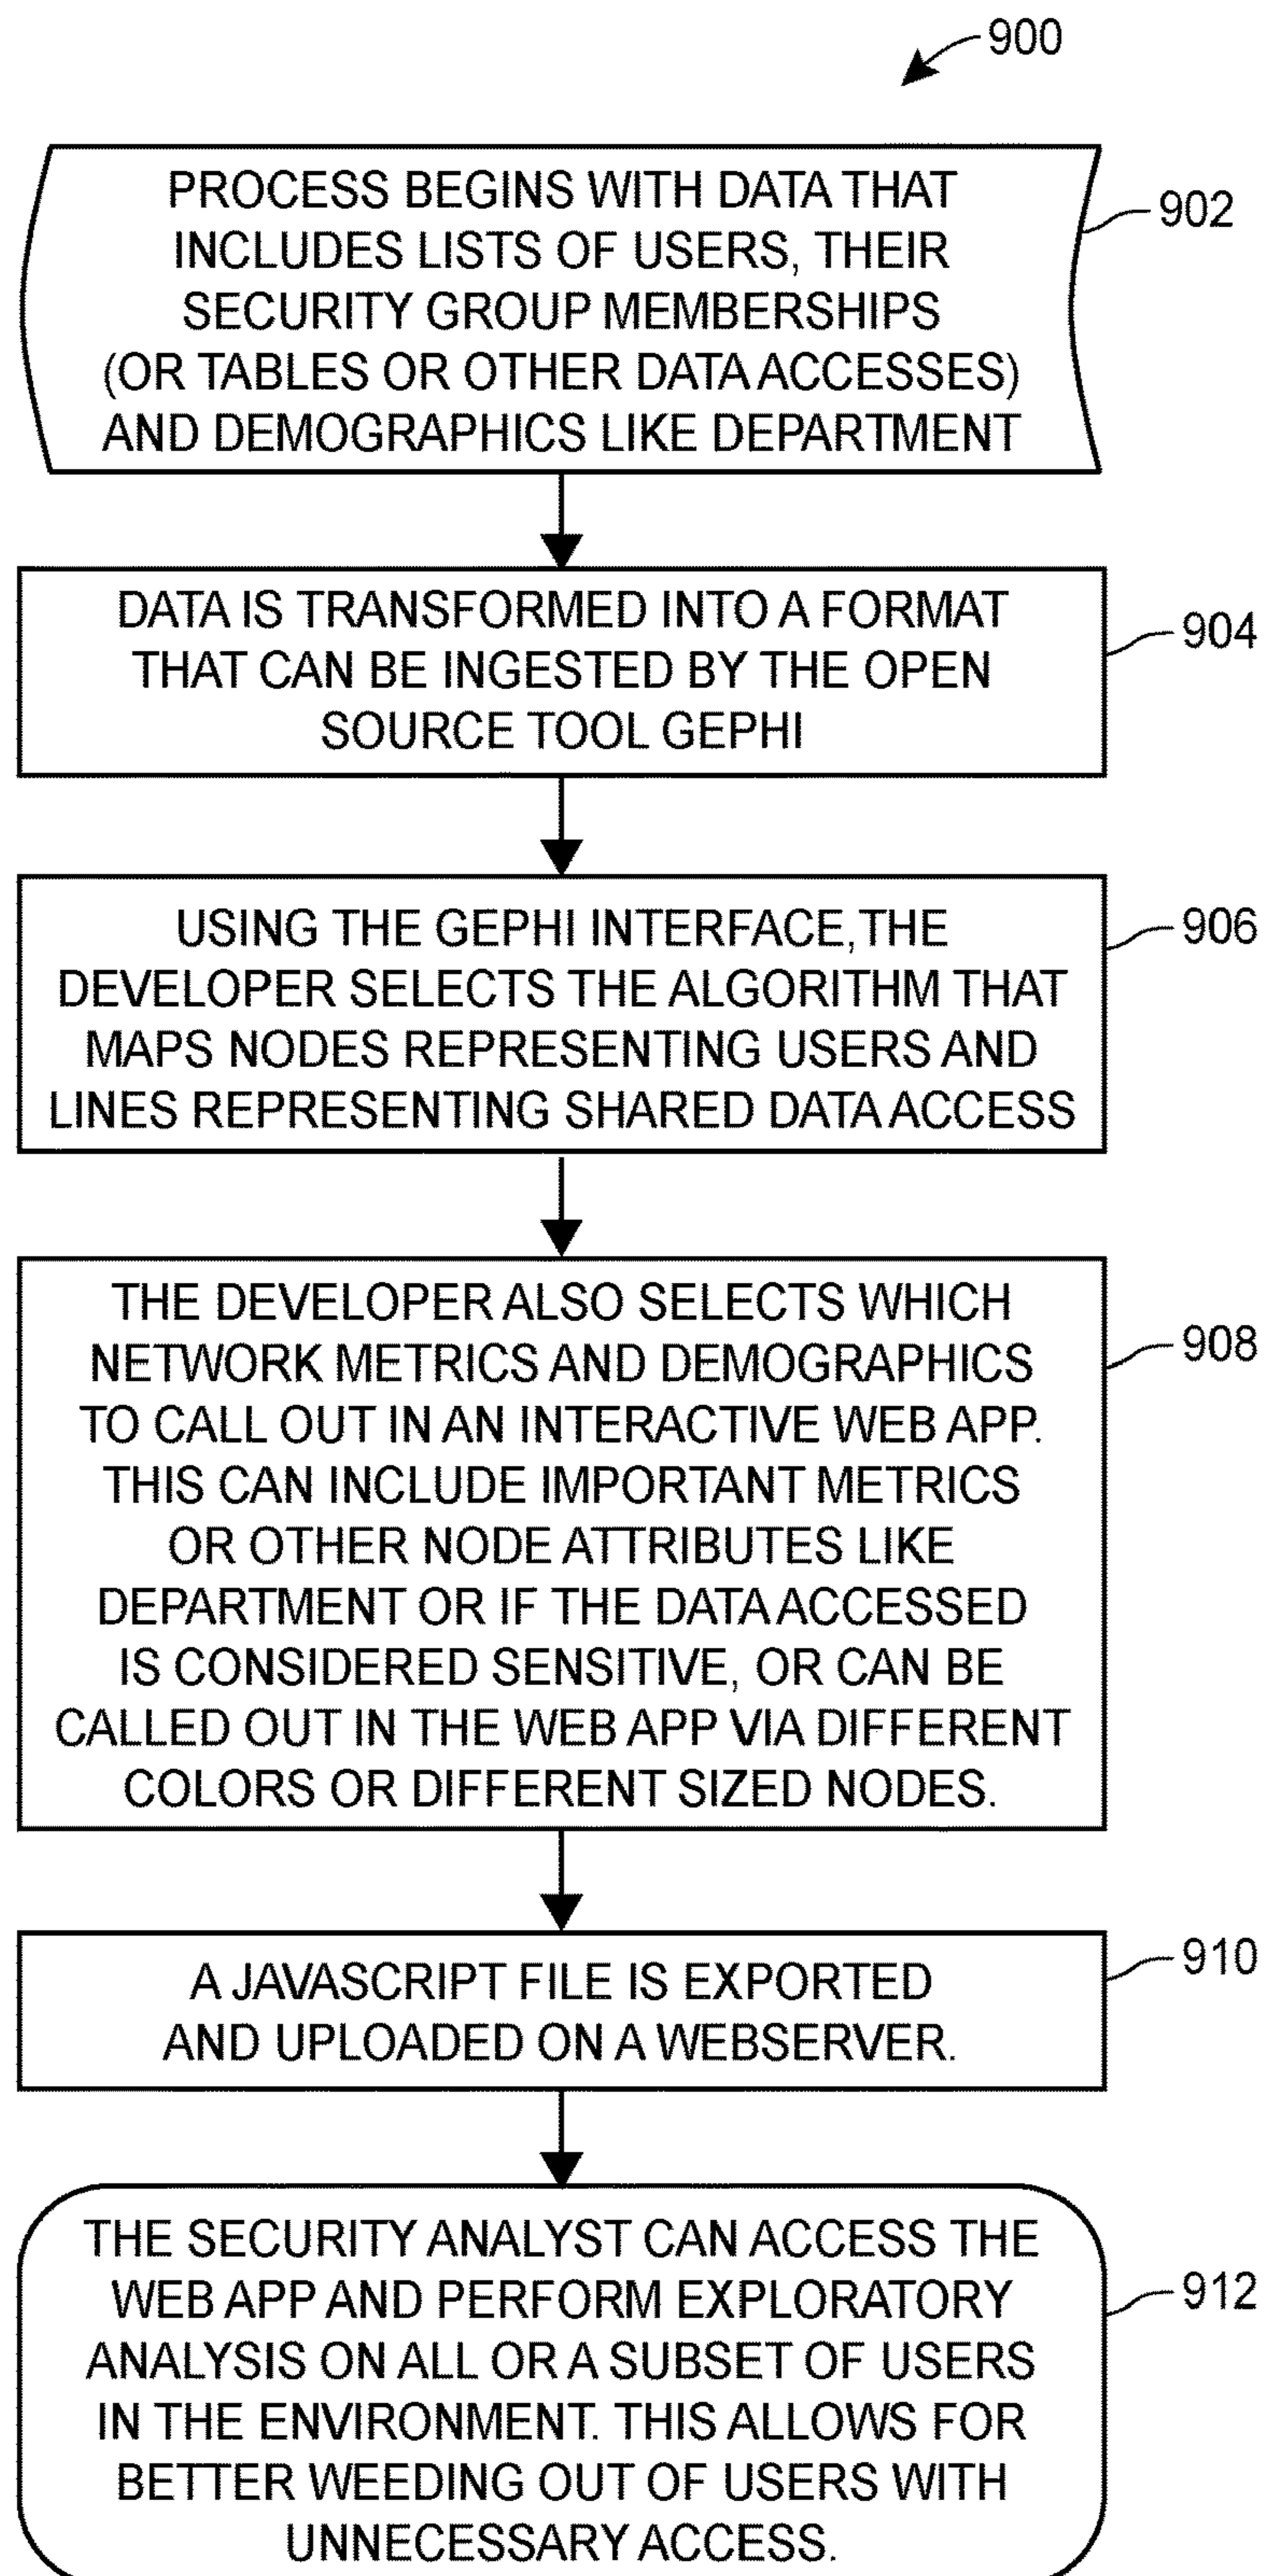 900
PROCESS BEGINS WITH DATA THAT
INCLUDES LISTS OF USERS, THEIR
SECURITY GROUP MEMBERSHIPS
(OR TABLES OR OTHER DATA ACCESSES)
AND DEMOGRAPHICS LIKE DEPARTMENT
902
DATA IS TRANSFORMED INTO A FORMAT
THAT CAN BE INGESTED BY THE OPEN
SOURCE TOOL GEPHI
904
USING THE GEPHI INTERFACE,THE
DEVELOPER SELECTS THE ALGORITHM THAT
MAPS NODES REPRESENTING USERS AND
LINES REPRESENTING SHARED DATA ACCESS
906
THE DEVELOPER ALSO SELECTS WHICH
NETWORK METRICS AND DEMOGRAPHICS
TO CALL OUT IN AN INTERACTIVE WEB APP.
THIS CAN INCLUDE IMPORTANT METRICS
OR OTHER NODE ATTRIBUTES LIKE
DEPARTMENT OR IF THE DATA ACCESSED
IS CONSIDERED SENSITIVE, OR CAN BE
CALLED OUT IN THE WEB APP VIA DIFFERENT
COLORS OR DIFFERENT SIZED NODES.
908
A JAVASCRIPT FILE IS EXPORTED
AND UPLOADED ON A WEBSERVER.
910
THE SECURITY ANALYST CAN ACCESS THE
WEB APP AND PERFORM EXPLORATORY
ANALYSIS ON ALL OR A SUBSET OF USERS
IN THE ENVIRONMENT. THIS ALLOWS FOR
BETTER WEEDING OUT OF USERS WITH
UNNECESSARY ACCESS.
912